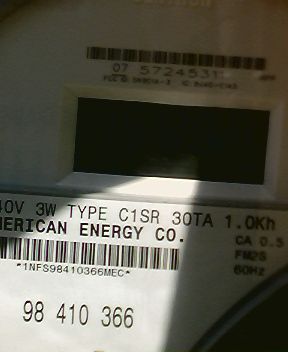 07 5724531
40V 3W TYPE C1SR 30TA 1.0Kh
MERICAN ENERGY CO.
CA 0.5
*1NFS98410366MEC*
FM2S
60Hz
98 410 366